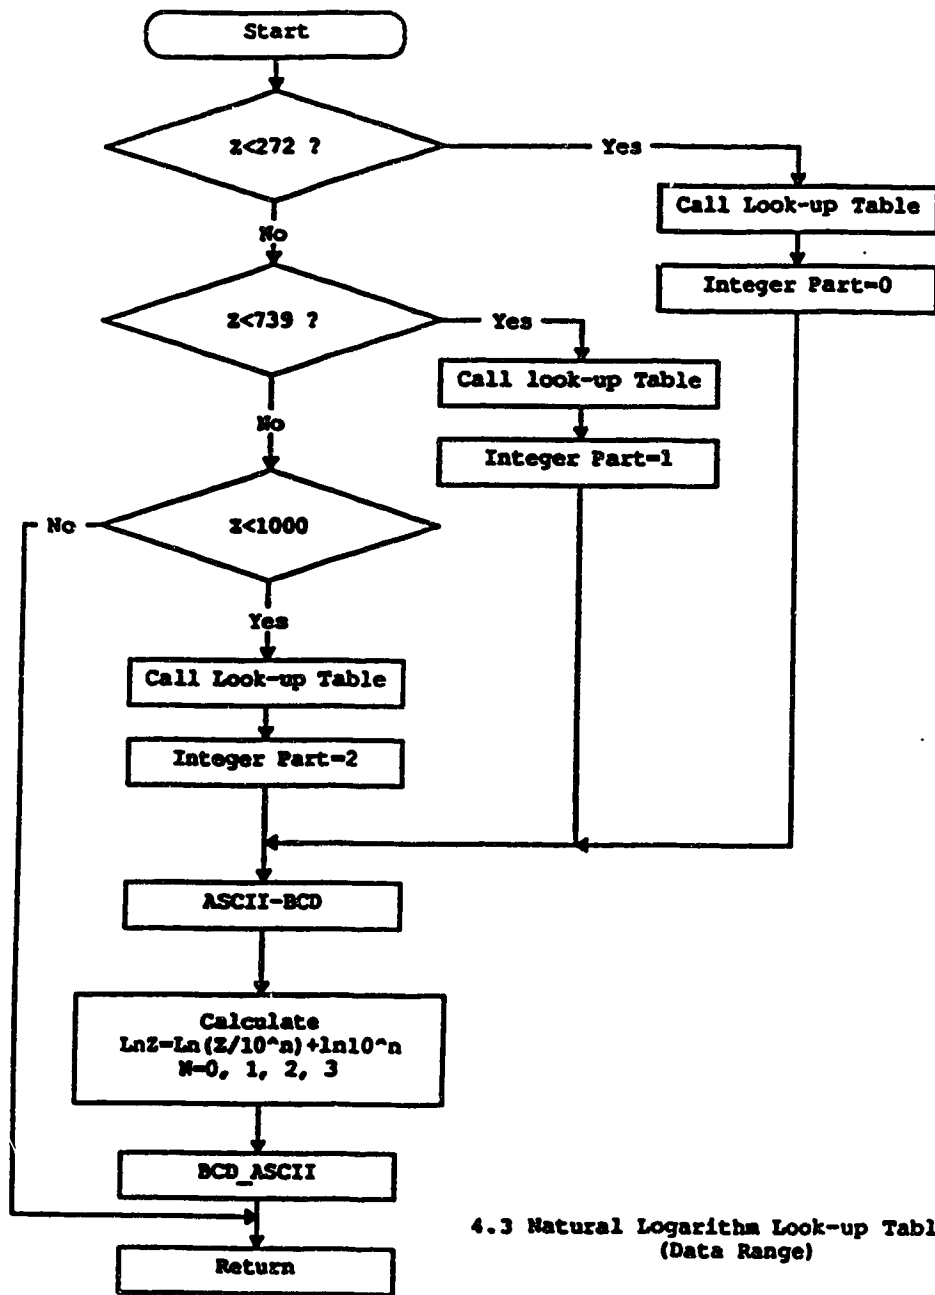 Start
Z<272 ?
Yes
Call Look-up Table
Integer Part=0
No
Z<739 ?
Yes
Call look-up Table
Integer Part=1
No
Z<1000
No
Yes
Call Look-up Table
Integer Part=2
ASCII-BCD
Calculate
LnZ=Ln(Z/10^n)+ln10^n
N=0, 1, 2, 3
BCD_ASCII
Return
4.3 Natural Logarithm Look-up Tabl
(Data Range)